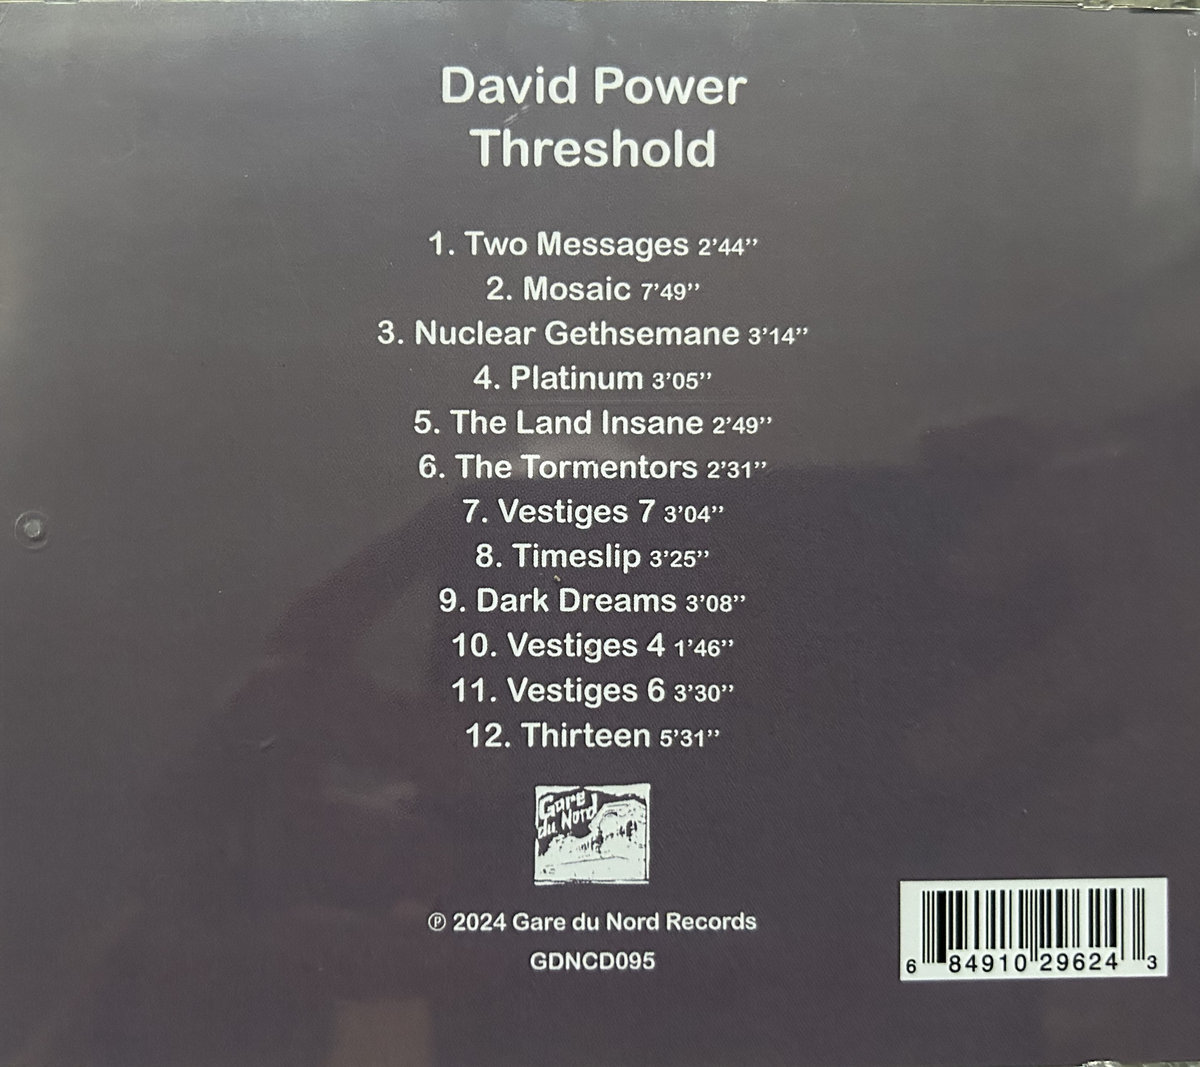 David Power
Threshold
1. Two Messages 2’44’’
2. Mosaic 7’49’’
3. Nuclear Gethsemane 3’14’’
4. Platinum 3’05’’
5. The Land Insane 2’49’’
6. The Tormentors 2’31’’
7. Vestiges 7 3’04’’
8. Timeslip 3’25’’
9. Dark Dreams 3’08’’
10. Vestiges 4 1’46’’
11. Vestiges 6 3’30’’
12. Thirteen 5’31’’
Gare
du Nord
℗ 2024 Gare du Nord Records
GDNCD095
6 84910 29624 3